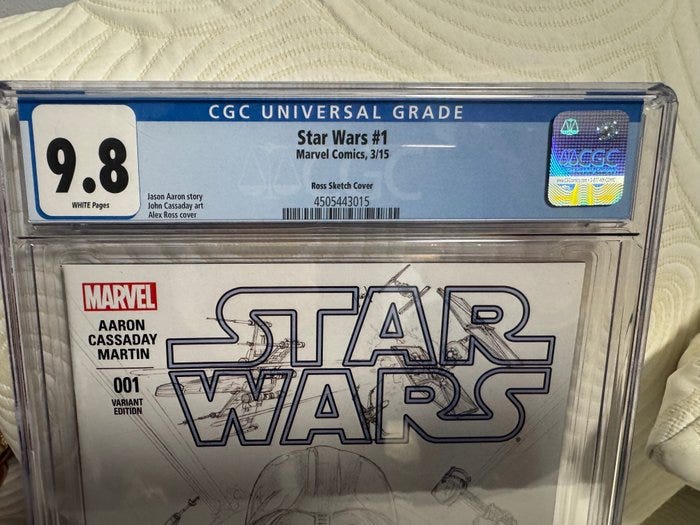 CGC UNIVERSAL GRADE
9.8
WHITE Pages
Star Wars #1
Marvel Comics, 3/15
Ross Sketch Cover
4505443015
Jason Aaron story
John Cassaday art
Alex Ross cover
CGC
MARVEL
AARON
CASSADAY
MARTIN
001
VARIANT
EDITION
STAR
WARS